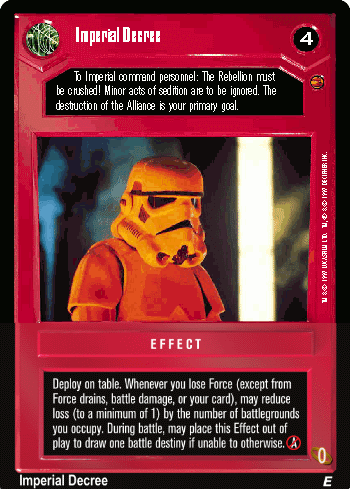 Imperial Decree
4
To Imperial command personnel: The Rebellion must
be crushed! Minor acts of sedition are to be ignored. The
destruction of the Alliance is your primary goal.
EFFECT
Deploy on table. Whenever you lose Force (except from
Force drains, battle damage, or your card), may reduce
loss (to a minimum of 1) by the number of battlegrounds
you occupy. During battle, may place this Effect out of
play to draw one battle destiny if unable to otherwise. A
0
Imperial Decree
E